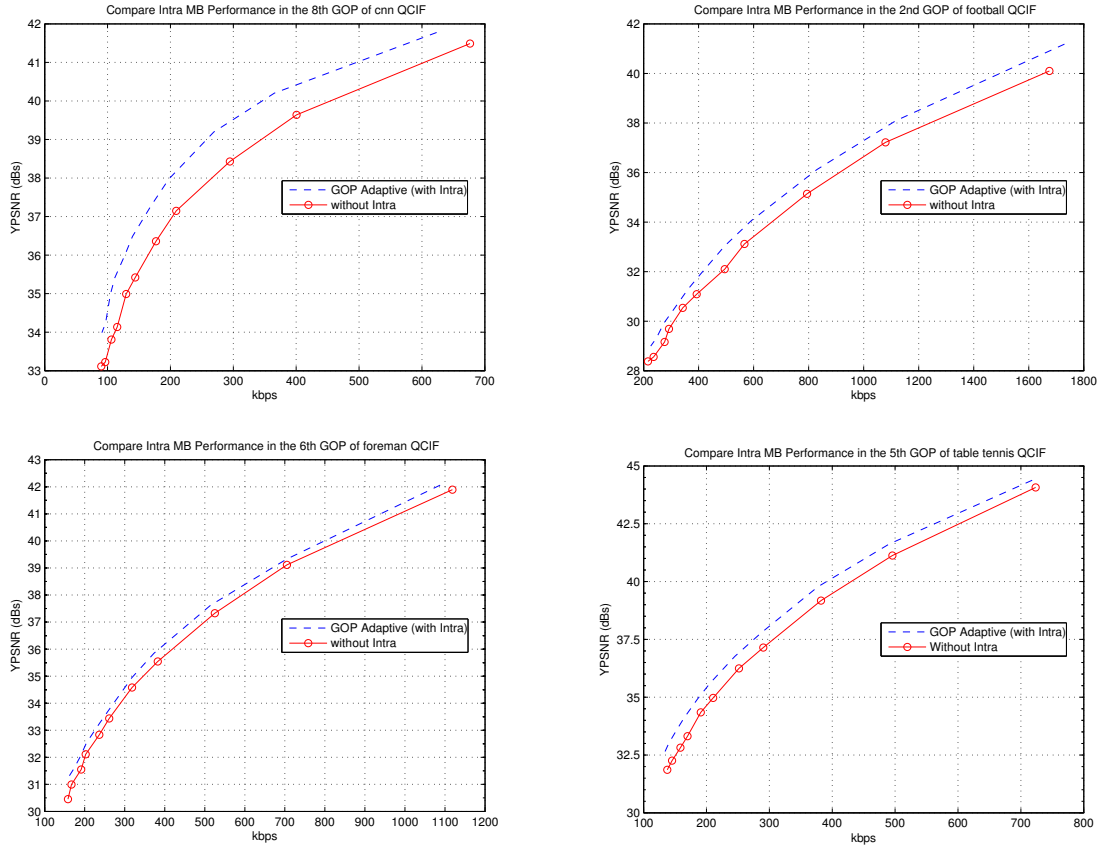 Compare Intra MB Performance in the 8th GOP of cnn QCIF
42
41
40
39
38
37
36
35
34
33
YPSNR (dBs)
GOP Adaptive (with Intra)
without Intra
0 100 200 300 400 500 600 700
kbps
Compare Intra MB Performance in the 2nd GOP of football QCIF
42
40
38
36
34
32
30
28
YPSNR (dBs)
GOP Adaptive (with Intra)
without Intra
200 400 600 800 1000 1200 1400 1600 1800
kbps
Compare Intra MB Performance in the 6th GOP of foreman QCIF
43
42
41
40
39
38
37
36
35
34
33
32
31
30
YPSNR (dBs)
GOP Adaptive (with Intra)
without Intra
100 200 300 400 500 600 700 800 900 1000 1100 1200
kbps
Compare Intra MB Performance in the 5th GOP of table tennis QCIF
45
42.5
40
37.5
35
32.5
30
YPSNR (dBs)
GOP Adaptive (with Intra)
Without Intra
100 200 300 400 500 600 700 800
kbps